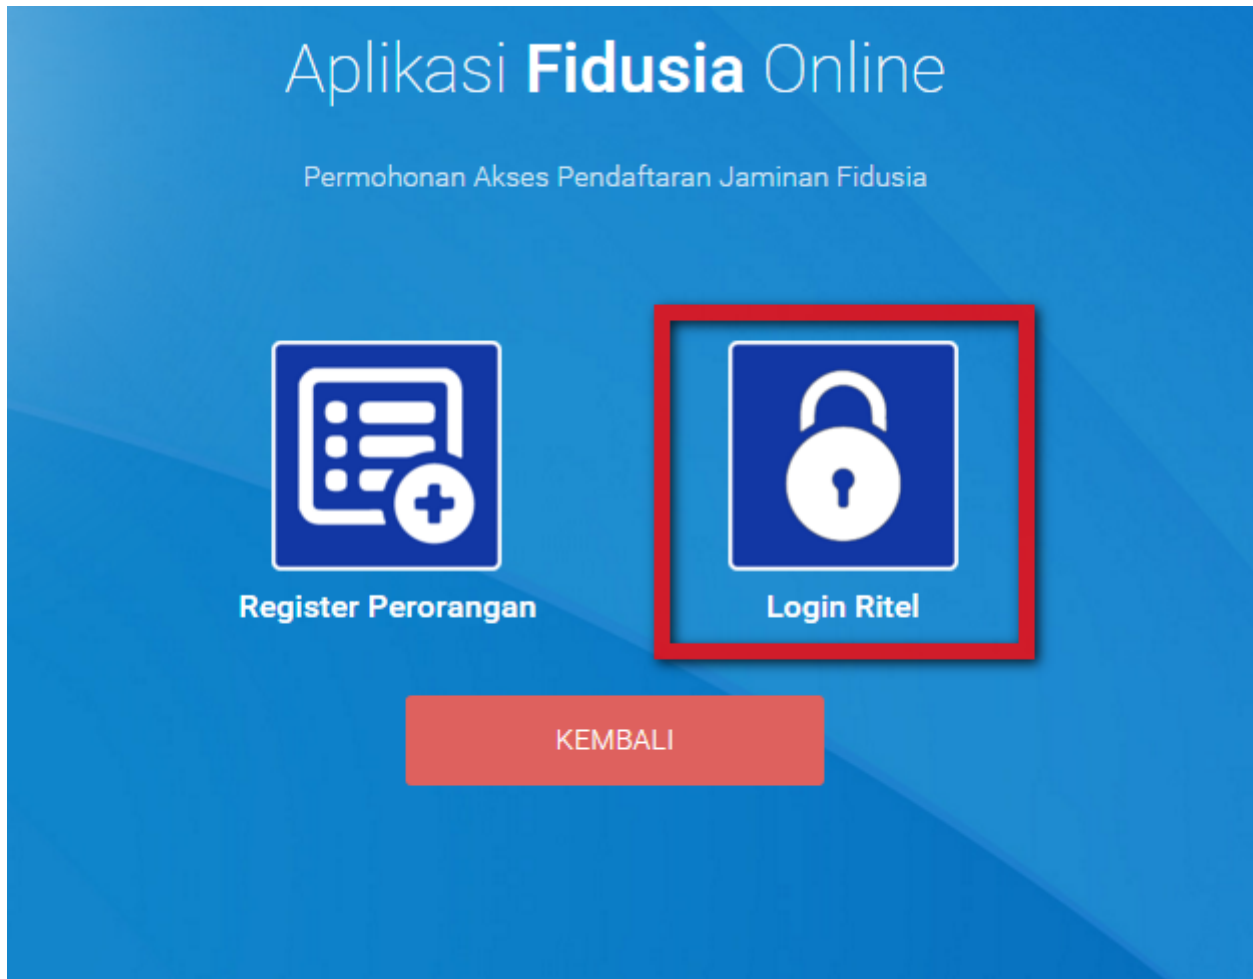 Aplikasi Fidusia Online
Permohonan Akses Pendaftaran Jaminan Fidusia
Register Perorangan
Login Ritel
KEMBALI